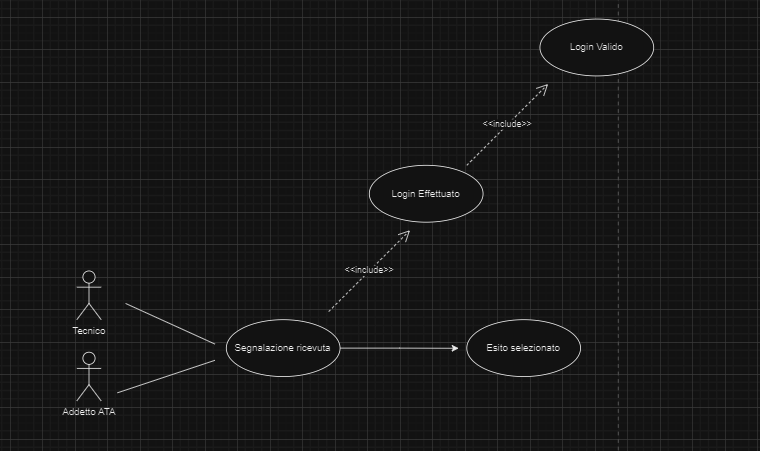 Login Valido
<<include>>
Login Effettuato
<<include>>
Tecnico
Segnalazione ricevuta
Esito selezionato
Addetto ATA